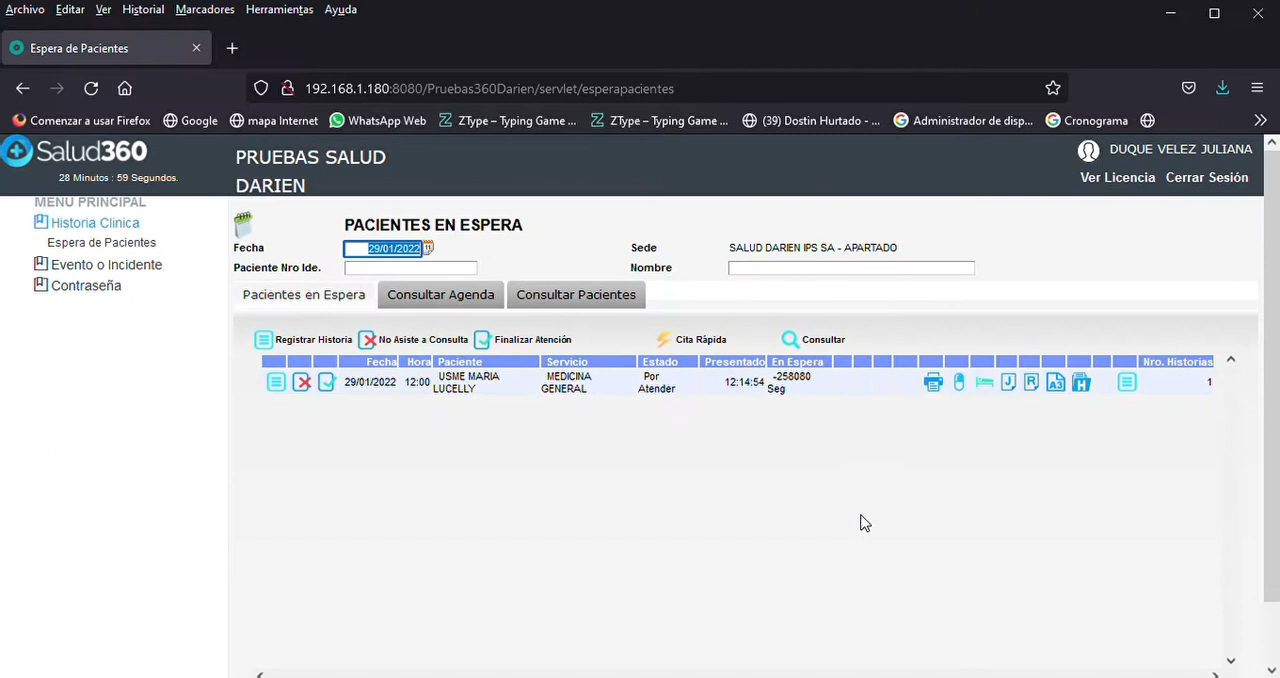 Archivo Editar Ver Historial Marcadores Herramientas Ayuda
Espera de Pacientes
192.168.1.180:8080/Pruebas360Darien/servlet/esperapacientes
Comenzar a usar Firefox Google mapa Internet WhatsApp Web ZType – Typing Game ... ZType – Typing Game ... (39) Dostin Hurtado - ... Administrador de disp... Cronograma
Salud360
28 Minutos : 59 Segundos.
PRUEBAS SALUD
DARIEN
DUQUE VELEZ JULIANA
Ver Licencia Cerrar Sesión
MENU PRINCIPAL
Historia Clinica
Espera de Pacientes
Evento o Incidente
Contraseña
PACIENTES EN ESPERA
Fecha 29/01/2022 Sede SALUD DARIEN IPS SA - APARTADO
Paciente Nro Ide. Nombre
Pacientes en Espera Consultar Agenda Consultar Pacientes
Registrar Historia No Asiste a Consulta Finalizar Atención Cita Rápida Consultar
Fecha Hora Paciente Servicio Estado Presentado En Espera Nro. Historias
29/01/2022 12:00 USME MARIA LUCELLY MEDICINA GENERAL Por Atender 12:14:54 -258080 Seg J R A3 H 1